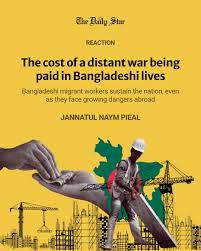 The Daily Star
REACTION
The cost of a distant war being
paid in Bangladeshi lives
Bangladeshi migrant workers sustain the nation, even
as they face growing dangers abroad
JANNATUL NAYM PIEAL